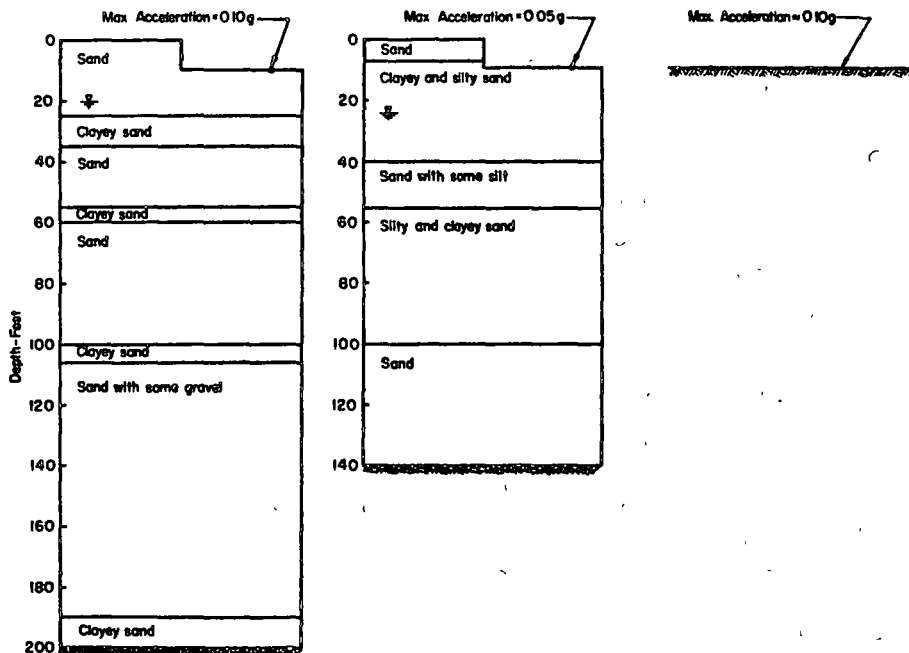 Max Acceleration = 0.10g
0
Sand
20
Clayey sand
Sand
40
Clayey sand
60
Sand
80
100
Clayey sand
Sand with some gravel
120
140
160
180
Clayey sand
200
Depth-Feet
Max Acceleration = 0.05g
0
Sand
Clayey and silty sand
20
40
Sand with some silt
60
Silty and clayey sand
80
100
Sand
120
140
Max. Acceleration ≈ 0.10g